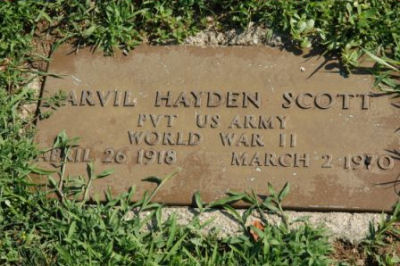 ARVIL HAYDEN SCOTT
PVT US ARMY
WORLD WAR II
APRIL 26 1918 MARCH 2 1970